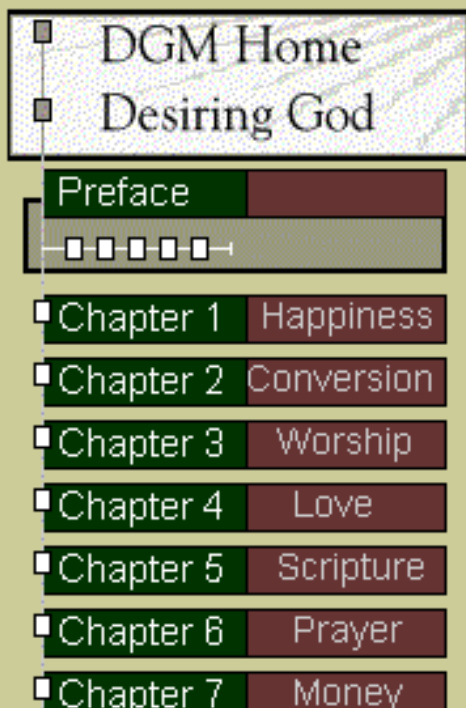 DGM Home
Desiring God
Preface
Chapter 1 Happiness
Chapter 2 Conversion
Chapter 3 Worship
Chapter 4 Love
Chapter 5 Scripture
Chapter 6 Prayer
Chapter 7 Money